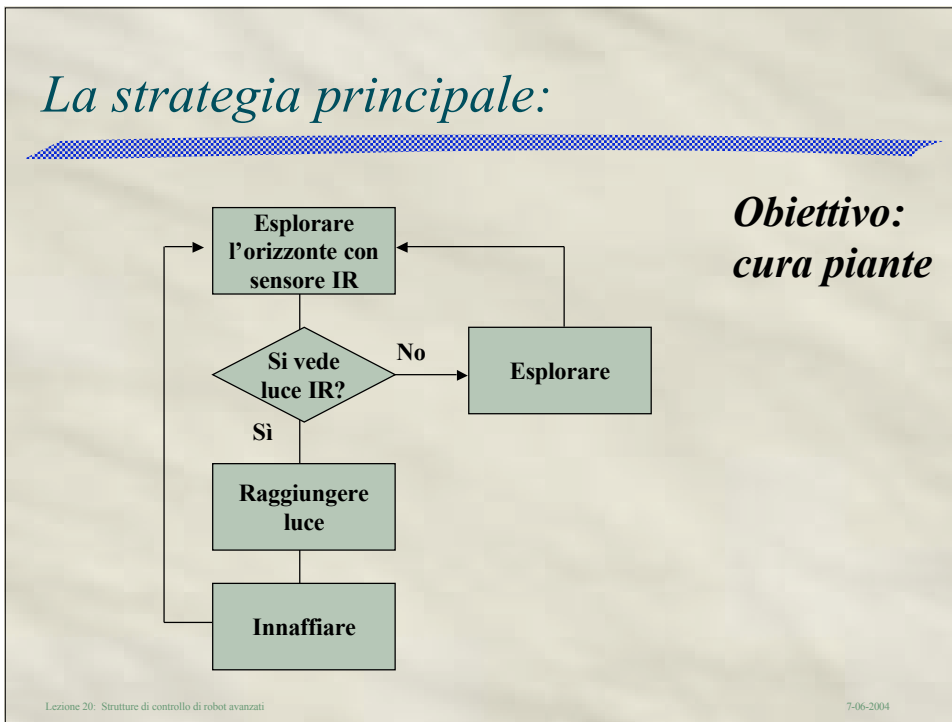 La strategia principale:
Obiettivo:
cura piante
Esplorare
l’orizzonte con
sensore IR
Si vede
luce IR?
No
Esplorare
Sì
Raggiungere
luce
Innaffiare
Lezione 20: Strutture di controllo di robot avanzati
7-06-2004